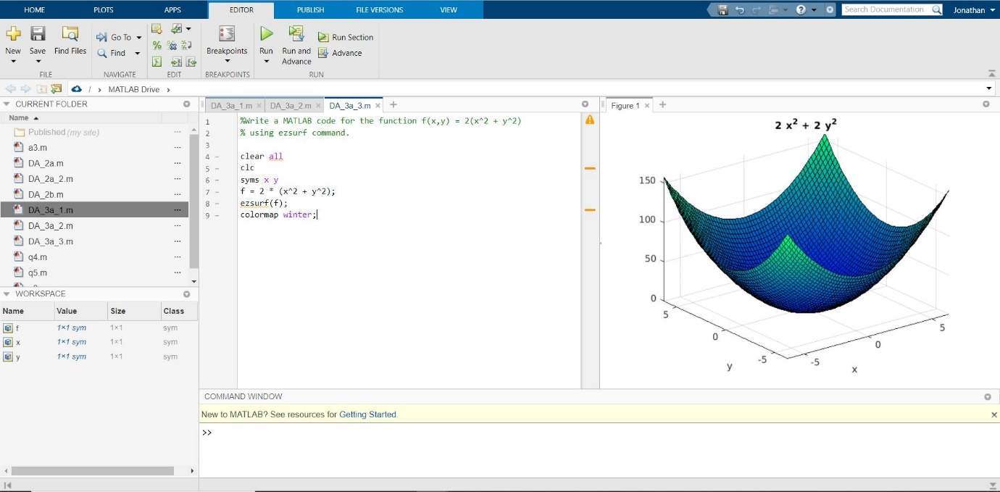 HOME PLOTS APPS EDITOR PUBLISH FILE VERSIONS VIEW Search Documentation Jonathan
New Save Find Files Go To Find Breakpoints Run Run and Advance Run Section Advance
FILE NAVIGATE EDIT BREAKPOINTS RUN
/ › MATLAB Drive ›
CURRENT FOLDER
Name
Published (my site)
a3.m
DA_2a.m
DA_2a_2.m
DA_2b.m
DA_3a_1.m
DA_3a_2.m
DA_3a_3.m
q4.m
q5.m
WORKSPACE
Name Value Size Class
f 1×1 sym 1×1 sym
x 1×1 sym 1×1 sym
y 1×1 sym 1×1 sym
DA_3a_1.m × DA_3a_2.m × DA_3a_3.m × +
1 %Write a MATLAB code for the function f(x,y) = 2(x^2 + y^2)
2 % using ezsurf command.
3
4 – clear all
5 – clc
6 – syms x y
7 – f = 2 * (x^2 + y^2);
8 – ezsurf(f);
9 – colormap winter;
Figure 1 × +
2 x² + 2 y²
150
100
50
0
5
0
-5
y
-5
0
5
x
COMMAND WINDOW
New to MATLAB? See resources for Getting Started. ×
>>